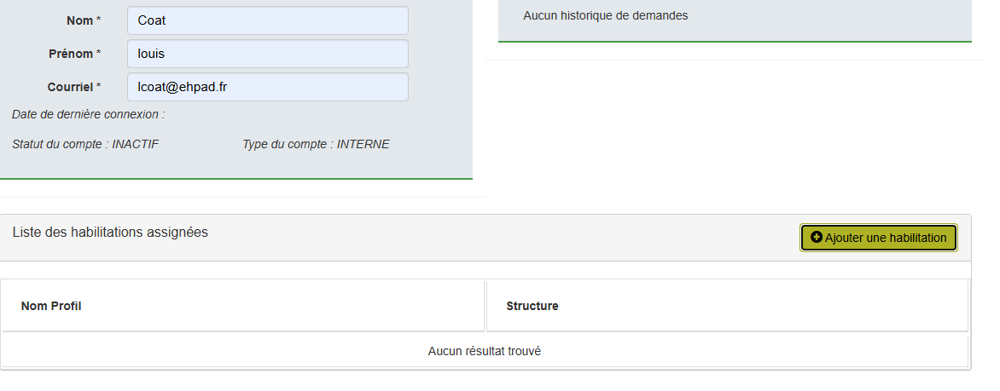 Nom *
Coat
Prénom *
louis
Courriel *
lcoat@ehpad.fr
Date de dernière connexion :
Statut du compte : INACTIF
Type du compte : INTERNE
Aucun historique de demandes
Liste des habilitations assignées
Ajouter une habilitation
Nom Profil
Structure
Aucun résultat trouvé